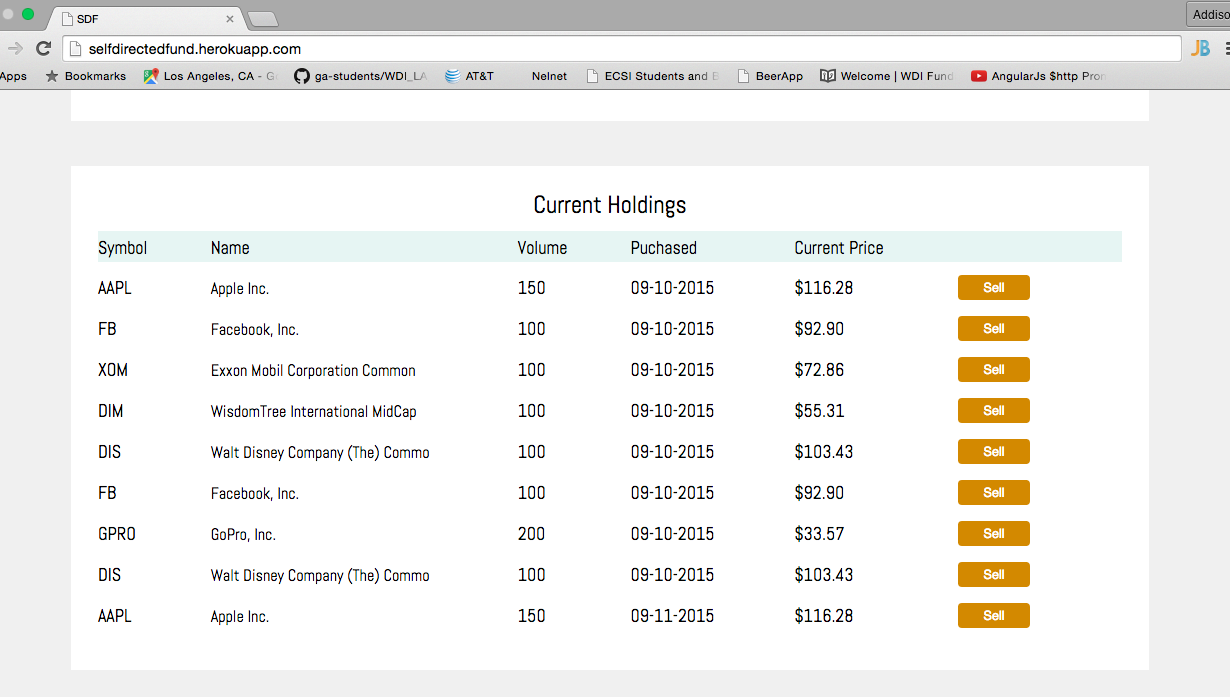 SDF
Addiso
selfdirectedfund.herokuapp.com
JB
Apps Bookmarks Los Angeles, CA - G ga-students/WDI_LA AT&T Nelnet ECSI Students and E BeerApp Welcome | WDI Fund AngularJs $http Pron
Current Holdings
Symbol Name Volume Puchased Current Price
AAPL Apple Inc. 150 09-10-2015 $116.28 Sell
FB Facebook, Inc. 100 09-10-2015 $92.90 Sell
XOM Exxon Mobil Corporation Common 100 09-10-2015 $72.86 Sell
DIM WisdomTree International MidCap 100 09-10-2015 $55.31 Sell
DIS Walt Disney Company (The) Commo 100 09-10-2015 $103.43 Sell
FB Facebook, Inc. 100 09-10-2015 $92.90 Sell
GPRO GoPro, Inc. 200 09-10-2015 $33.57 Sell
DIS Walt Disney Company (The) Commo 100 09-10-2015 $103.43 Sell
AAPL Apple Inc. 150 09-11-2015 $116.28 Sell